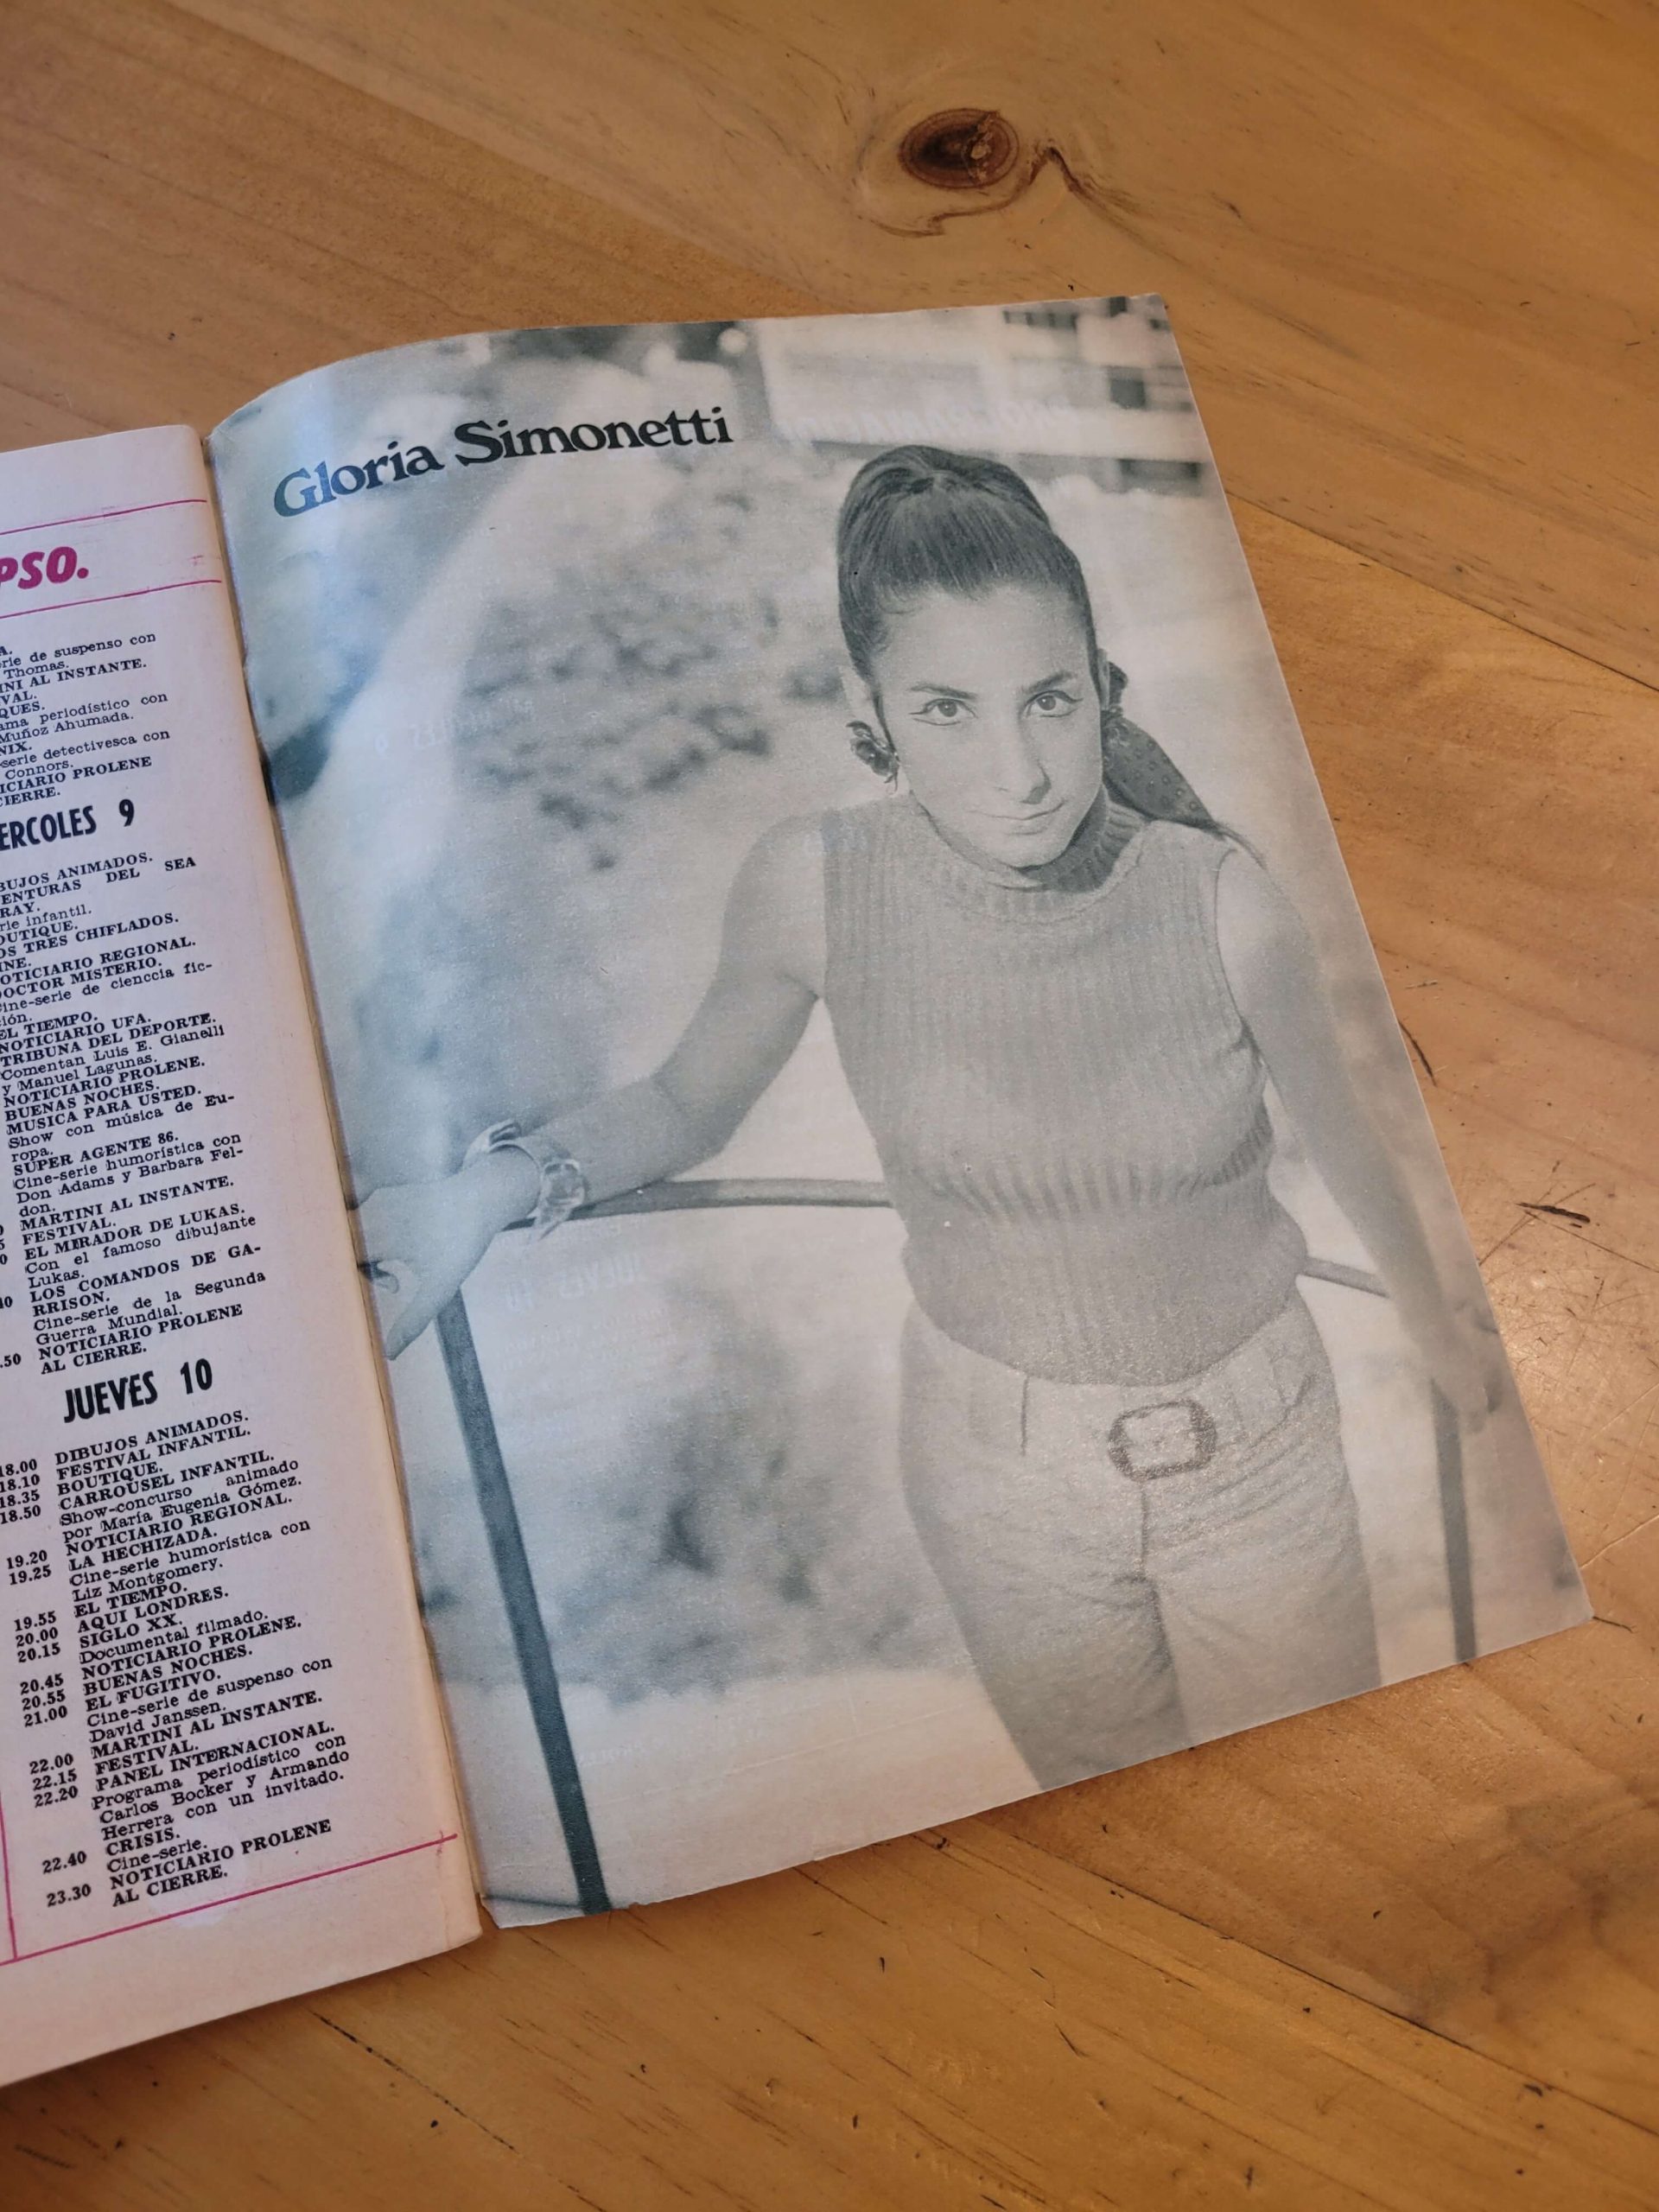 PSO.
A.
rie de suspenso con
Thomas.
INI AL INSTANTE.
VAL.
QUES.
ama periodístico con
Muñoz Ahumada.
NIX.
-serie detectivesca con
Connors.
ICIARIO PROLENE
CIERRE.
ERCOLES 9
BUJOS ANIMADOS.
ENTURAS DEL SEA
RAY.
rie infantil.
OUTIQUE.
OS TRES CHIFLADOS.
INE.
OTICIARIO REGIONAL.
DOCTOR MISTERIO.
Cine-serie de cienccia fic-
ión.
EL TIEMPO.
NOTICIARIO UFA.
TRIBUNA DEL DEPORTE.
Comentan Luis E. Gianelli
y Manuel Lagunas.
NOTICIARIO PROLENE.
BUENAS NOCHES.
MUSICA PARA USTED.
Show con música de Eu-
ropa.
SUPER AGENTE 86.
Cine-serie humorística con
Don Adams y Barbara Fel-
don.
MARTINI AL INSTANTE.
5 FESTIVAL.
0 EL MIRADOR DE LUKAS.
Con el famoso dibujante
Lukas.
40 LOS COMANDOS DE GA-
RRISON.
Cine-serie de la Segunda
Guerra Mundial.
.50 NOTICIARIO PROLENE
AL CIERRE.
JUEVES 10
18.00 DIBUJOS ANIMADOS.
18.10 FESTIVAL INFANTIL.
18.35 BOUTIQUE.
18.50 CARROUSEL INFANTIL.
Show-concurso animado
por María Eugenia Gómez.
19.20 NOTICIARIO REGIONAL.
19.25 LA HECHIZADA.
Cine-serie humorística con
Liz Montgomery.
19.55 EL TIEMPO.
20.00 AQUI LONDRES.
20.15 SIGLO XX.
Documental filmado.
20.45 NOTICIARIO PROLENE.
20.55 BUENAS NOCHES.
21.00 EL FUGITIVO.
Cine-serie de suspenso con
David Janssen.
22.00 MARTINI AL INSTANTE.
22.15 FESTIVAL.
22.20 PANEL INTERNACIONAL.
Programa periodístico con
Carlos Bocker y Armando
Herrera con un invitado.
22.40 CRISIS.
Cine-serie.
23.30 NOTICIARIO PROLENE
AL CIERRE.
Gloria Simonetti